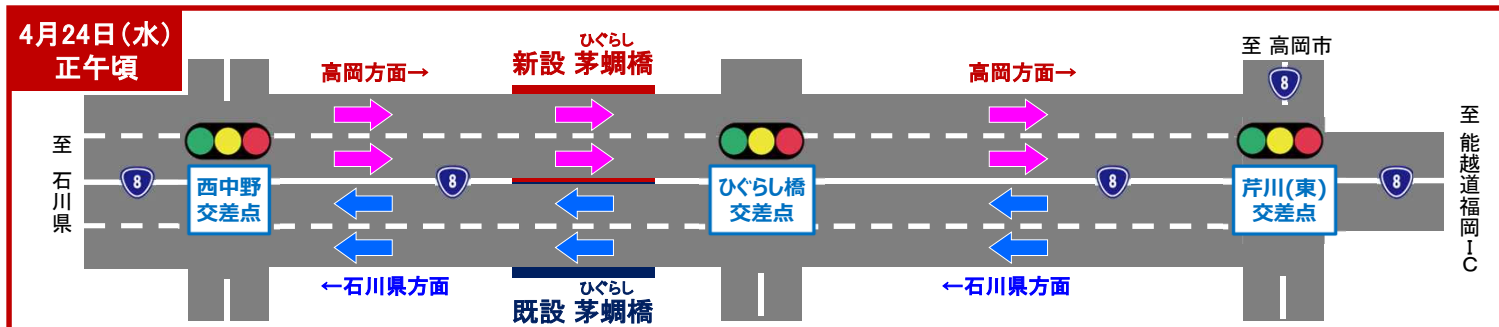 4月24日(水)
正午頃
高岡方面→
ひぐらし
新設 茅蜩橋
高岡方面→
至 高岡市
8
至 石川県
8
西中野
交差点
8
ひぐらし橋
交差点
8
芹川(東)
交差点
8
至 能越道福岡IC
←石川県方面
ひぐらし
既設 茅蜩橋
←石川県方面